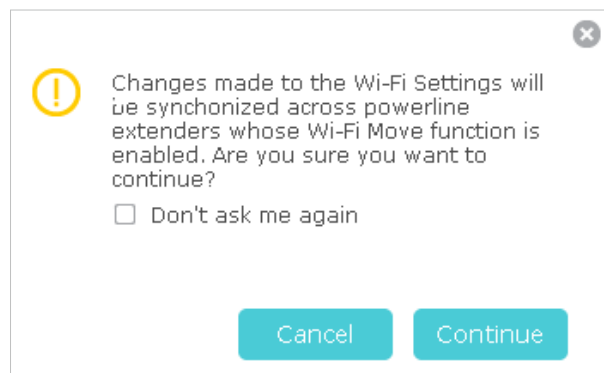 Changes made to the Wi-Fi Settings will
be synchonized across powerline
extenders whose Wi-Fi Move function is
enabled. Are you sure you want to
continue?
Don't ask me again
Cancel Continue